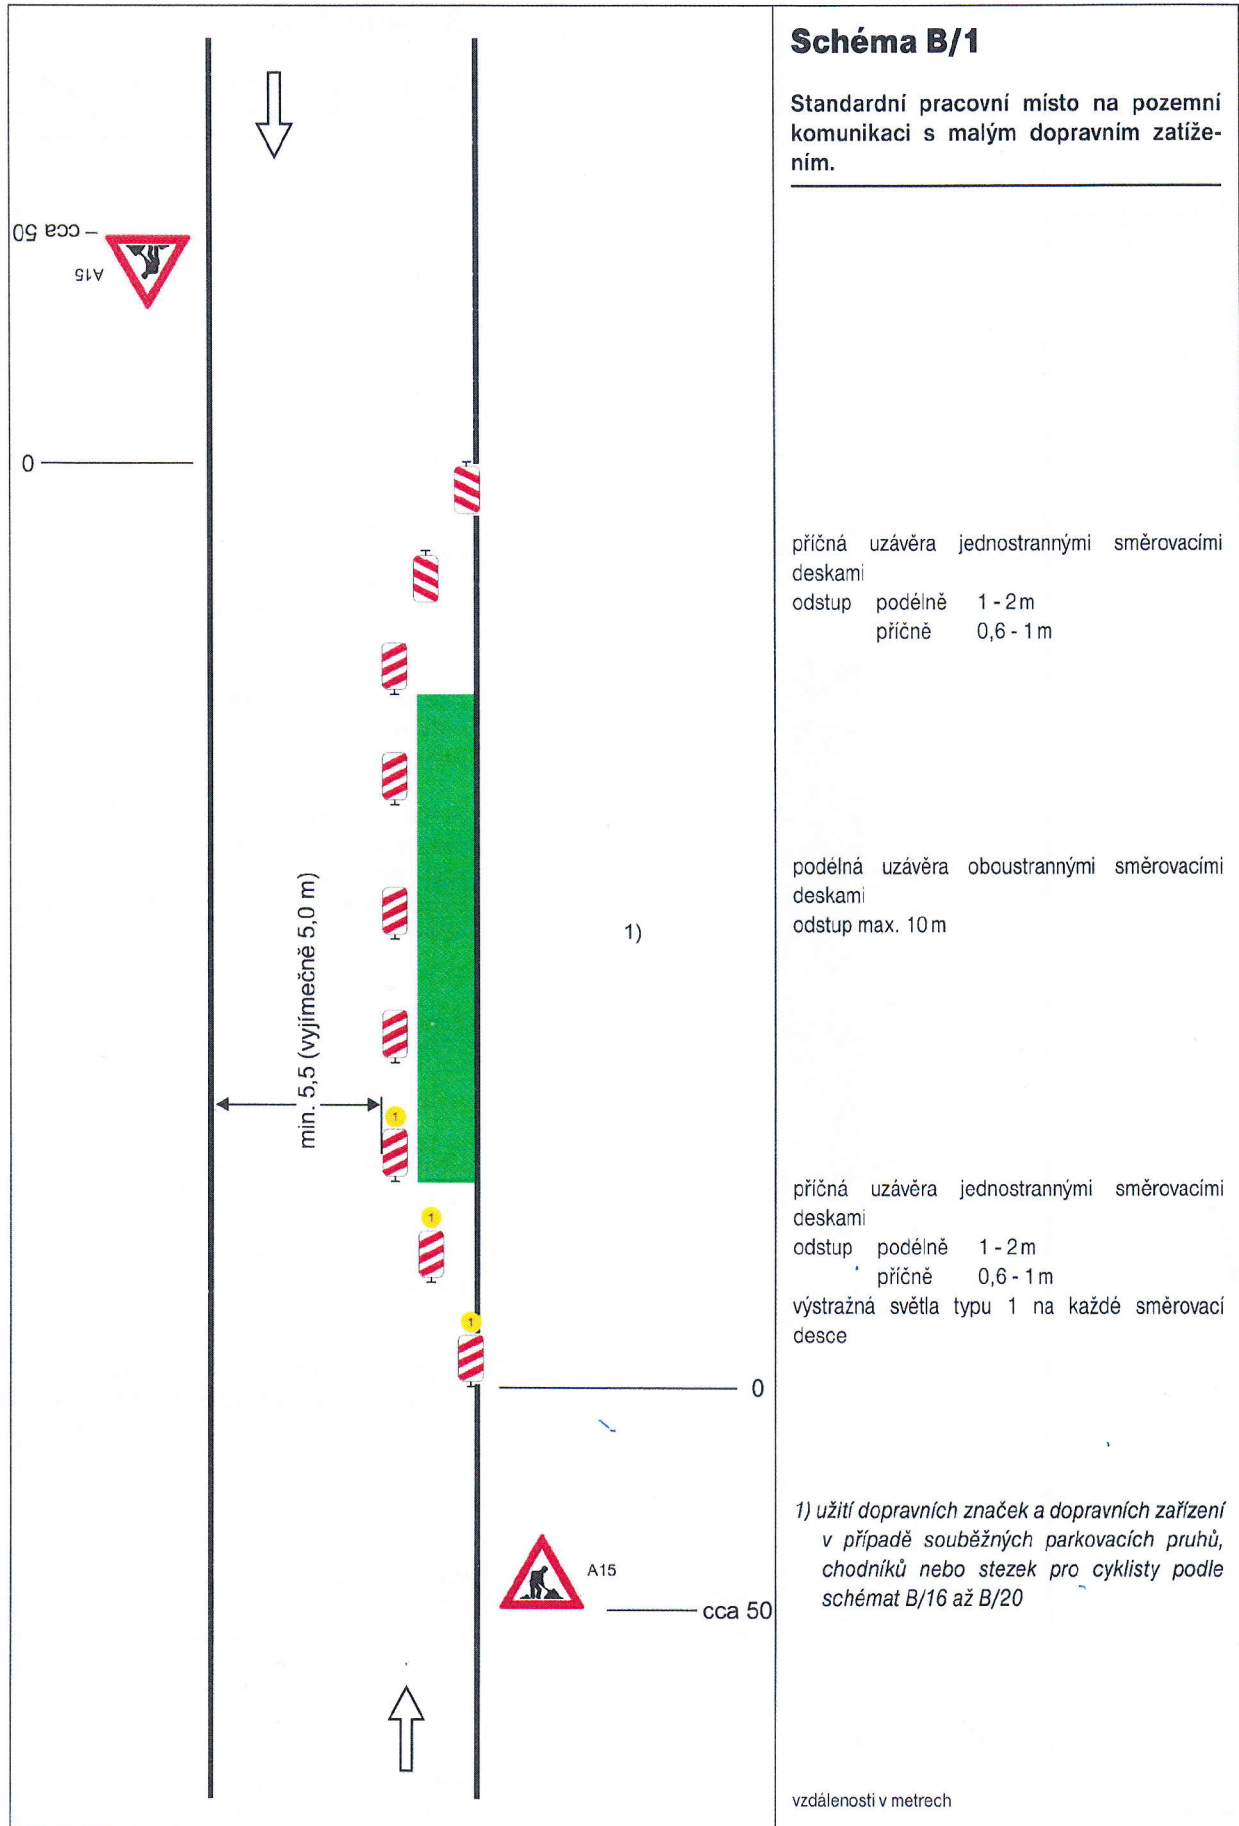 Schéma B/1
Standardní pracovní místo na pozemní
komunikaci s malým dopravním zatíže-
ním.
cca 50
A15
0
příčná uzávěra jednostrannými směrovacími
deskami
odstup podélně 1 - 2 m
příčně 0,6 - 1 m
podélná uzávěra oboustrannými směrovacími
deskami
odstup max. 10 m
1)
min. 5,5 (vyjímečně 5,0 m)
1
1
1
příčná uzávěra jednostrannými směrovacími
deskami
odstup podélně 1 - 2 m
příčně 0,6 - 1 m
výstražná světla typu 1 na každé směrovací
desce
0
1) užití dopravních značek a dopravních zařízení
v případě souběžných parkovacích pruhů,
chodníků nebo stezek pro cyklisty podle
schémat B/16 až B/20
A15
cca 50
vzdálenosti v metrech